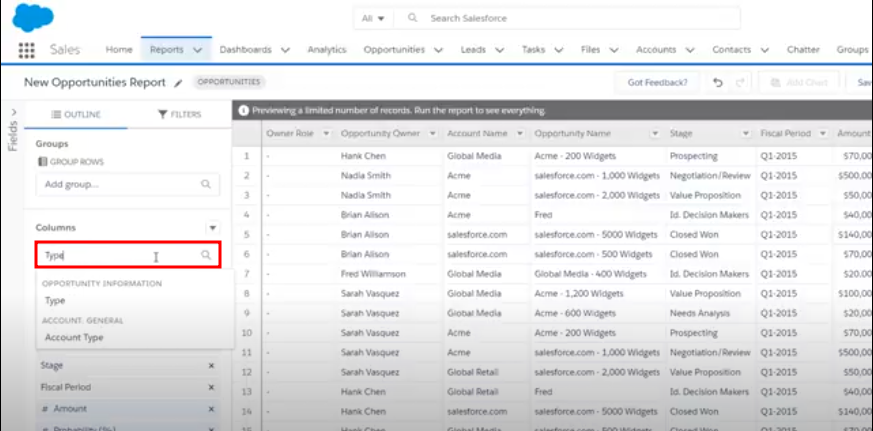 salesforce
All
Search Salesforce
Sales
Home
Reports
Dashboards
Analytics
Opportunities
Leads
Tasks
Files
Accounts
Contacts
Chatter
Groups
New Opportunities Report
OPPORTUNITIES
Got Feedback?
Add Chart
Fields
OUTLINE
FILTERS
Previewing a limited number of records. Run the report to see everything.
Groups
GROUP ROWS
Add group...
Columns
Type
OPPORTUNITY INFORMATION
Type
ACCOUNT: GENERAL
Account Type
Stage
Fiscal Period
# Amount
Probability (%)
Owner Role Opportunity Owner Account Name Opportunity Name Stage Fiscal Period Amount
1 - Hank Chen Global Media Acme - 200 Widgets Prospecting Q1-2015 $70,00
2 - Nadia Smith Acme salesforce.com - 1,000 Widgets Negotiation/Review Q1-2015 $500,00
3 - Nadia Smith Acme salesforce.com - 2,000 Widgets Value Proposition Q1-2015 $50,00
4 - Brian Alison Acme Fred Id. Decision Makers Q1-2015 $40,00
5 - Brian Alison salesforce.com salesforce.com - 5000 Widgets Closed Won Q1-2015 $140,00
6 - Brian Alison salesforce.com salesforce.com - 500 Widgets Closed Won Q1-2015 $70,00
7 - Fred Williamson Global Media Global Media - 400 Widgets Id. Decision Makers Q1-2015 $20,00
8 - Sarah Vasquez Global Media Acme - 1,200 Widgets Value Proposition Q1-2015 $100,00
9 - Sarah Vasquez Global Media Acme - 600 Widgets Needs Analysis Q1-2015 $20,00
10 - Sarah Vasquez Acme Acme - 200 Widgets Prospecting Q1-2015 $70,00
11 - Sarah Vasquez Acme salesforce.com - 1,000 Widgets Negotiation/Review Q1-2015 $500,00
12 - Sarah Vasquez Global Retail salesforce.com - 2,000 Widgets Value Proposition Q1-2015 $50,00
13 - Hank Chen Global Retail Fred Id. Decision Makers Q1-2015 $40,00
14 - Hank Chen salesforce.com salesforce.com - 5000 Widgets Closed Won Q1-2015 $140,00